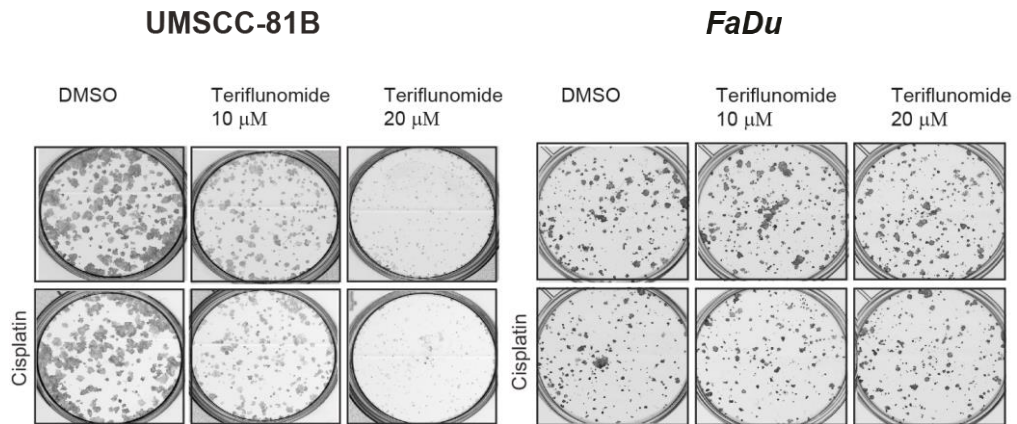 UMSCC-81B
FaDu
DMSO
Teriflunomide
10 μM
Teriflunomide
20 μM
DMSO
Teriflunomide
10 μM
Teriflunomide
20 μM
Cisplatin
Cisplatin